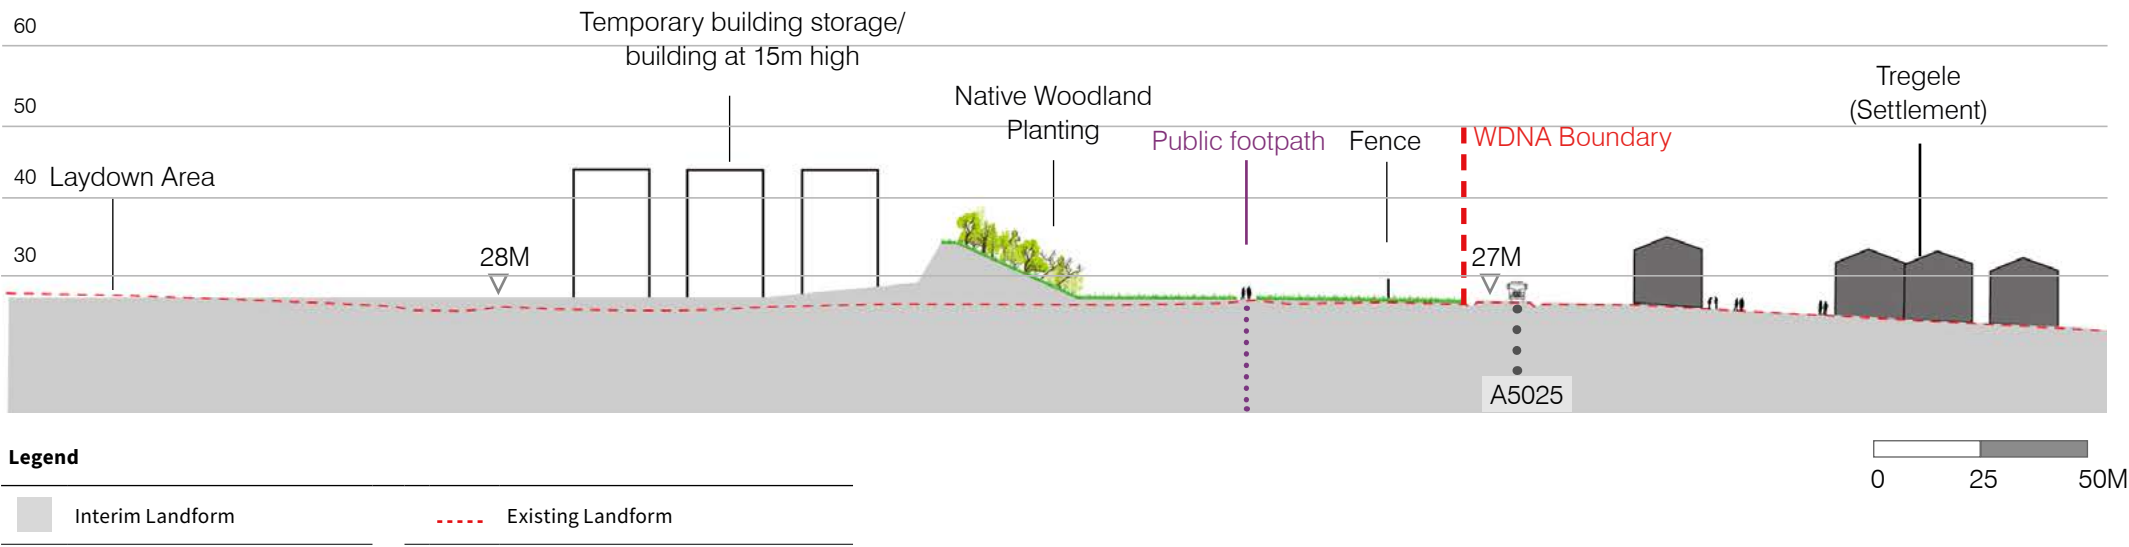 60
Temporary building storage/
building at 15m high
50
Native Woodland
Planting
Public footpath
Fence
WDNA Boundary
Tregele
(Settlement)
40
Laydown Area
30
28M
27M
A5025
Legend
Interim Landform
Existing Landform
0 25 50M